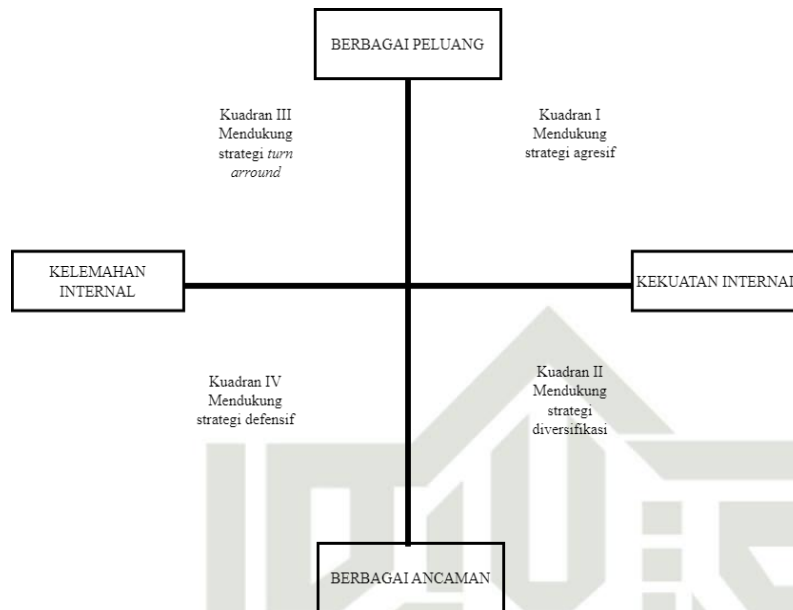 BERBAGAI PELUANG
Kuadran III
Mendukung
strategi turn
arround
Kuadran I
Mendukung
strategi agresif
KELEMAHAN
INTERNAL
KEKUATAN INTERNAL
Kuadran IV
Mendukung
strategi defensif
Kuadran II
Mendukung
strategi
diversifikasi
BERBAGAI ANCAMAN